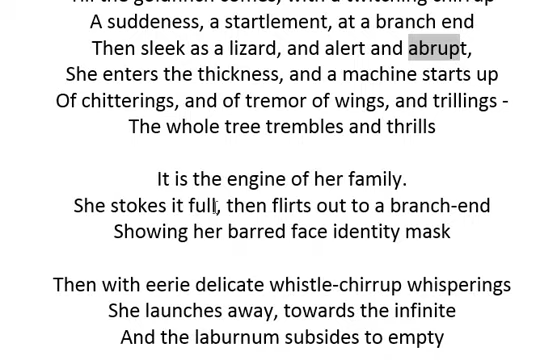 A suddeness, a startlement, at a branch end
Then sleek as a lizard, and alert and abrupt,
She enters the thickness, and a machine starts up
Of chitterings, and of tremor of wings, and trillings -
The whole tree trembles and thrills
It is the engine of her family.
She stokes it full, then flirts out to a branch-end
Showing her barred face identity mask
Then with eerie delicate whistle-chirrup whisperings
She launches away, towards the infinite
And the laburnum subsides to empty